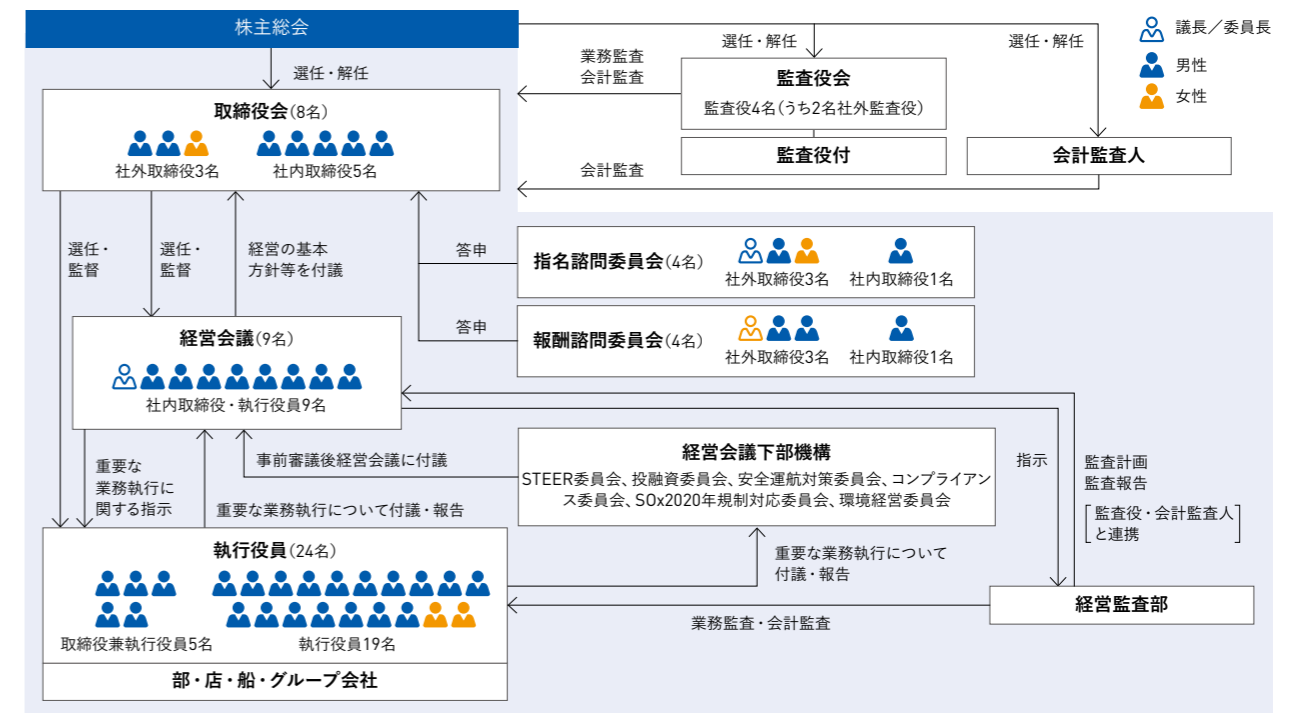 株主総会
選任・解任
選任・解任
選任・解任
議長／委員長
男性
女性
業務監査
会計監査
監査役会
監査役4名（うち2名社外監査役）
監査役付
会計監査人
会計監査
取締役会（8名）
社外取締役3名
社内取締役5名
選任・
監督
選任・
監督
経営の基本
方針等を付議
答申
指名諮問委員会（4名）
社外取締役3名
社内取締役1名
答申
報酬諮問委員会（4名）
社外取締役3名
社内取締役1名
経営会議（9名）
社内取締役・執行役員9名
事前審議後経営会議に付議
経営会議下部機構
STEER委員会、投融資委員会、安全運航対策委員会、コンプライアン
ス委員会、SOx2020年規制対応委員会、環境経営委員会
指示
監査計画
監査報告
監査役・会計監査人
と連携
重要な
業務執行に
関する指示
重要な業務執行について付議・報告
重要な業務執行について
付議・報告
執行役員（24名）
取締役兼執行役員5名
執行役員19名
業務監査・会計監査
経営監査部
部・店・船・グループ会社